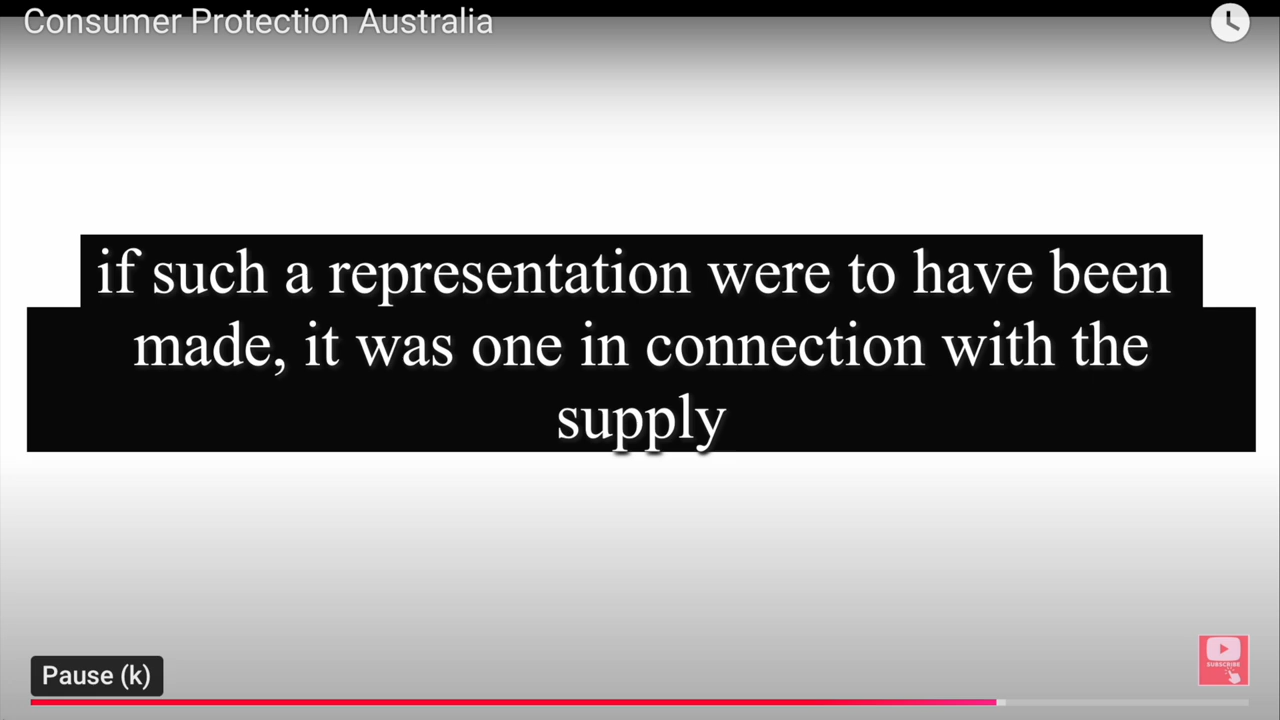 Consumer Protection Australia
if such a representation were to have been
made, it was one in connection with the
supply
SUBSCRIBE
Pause (k)